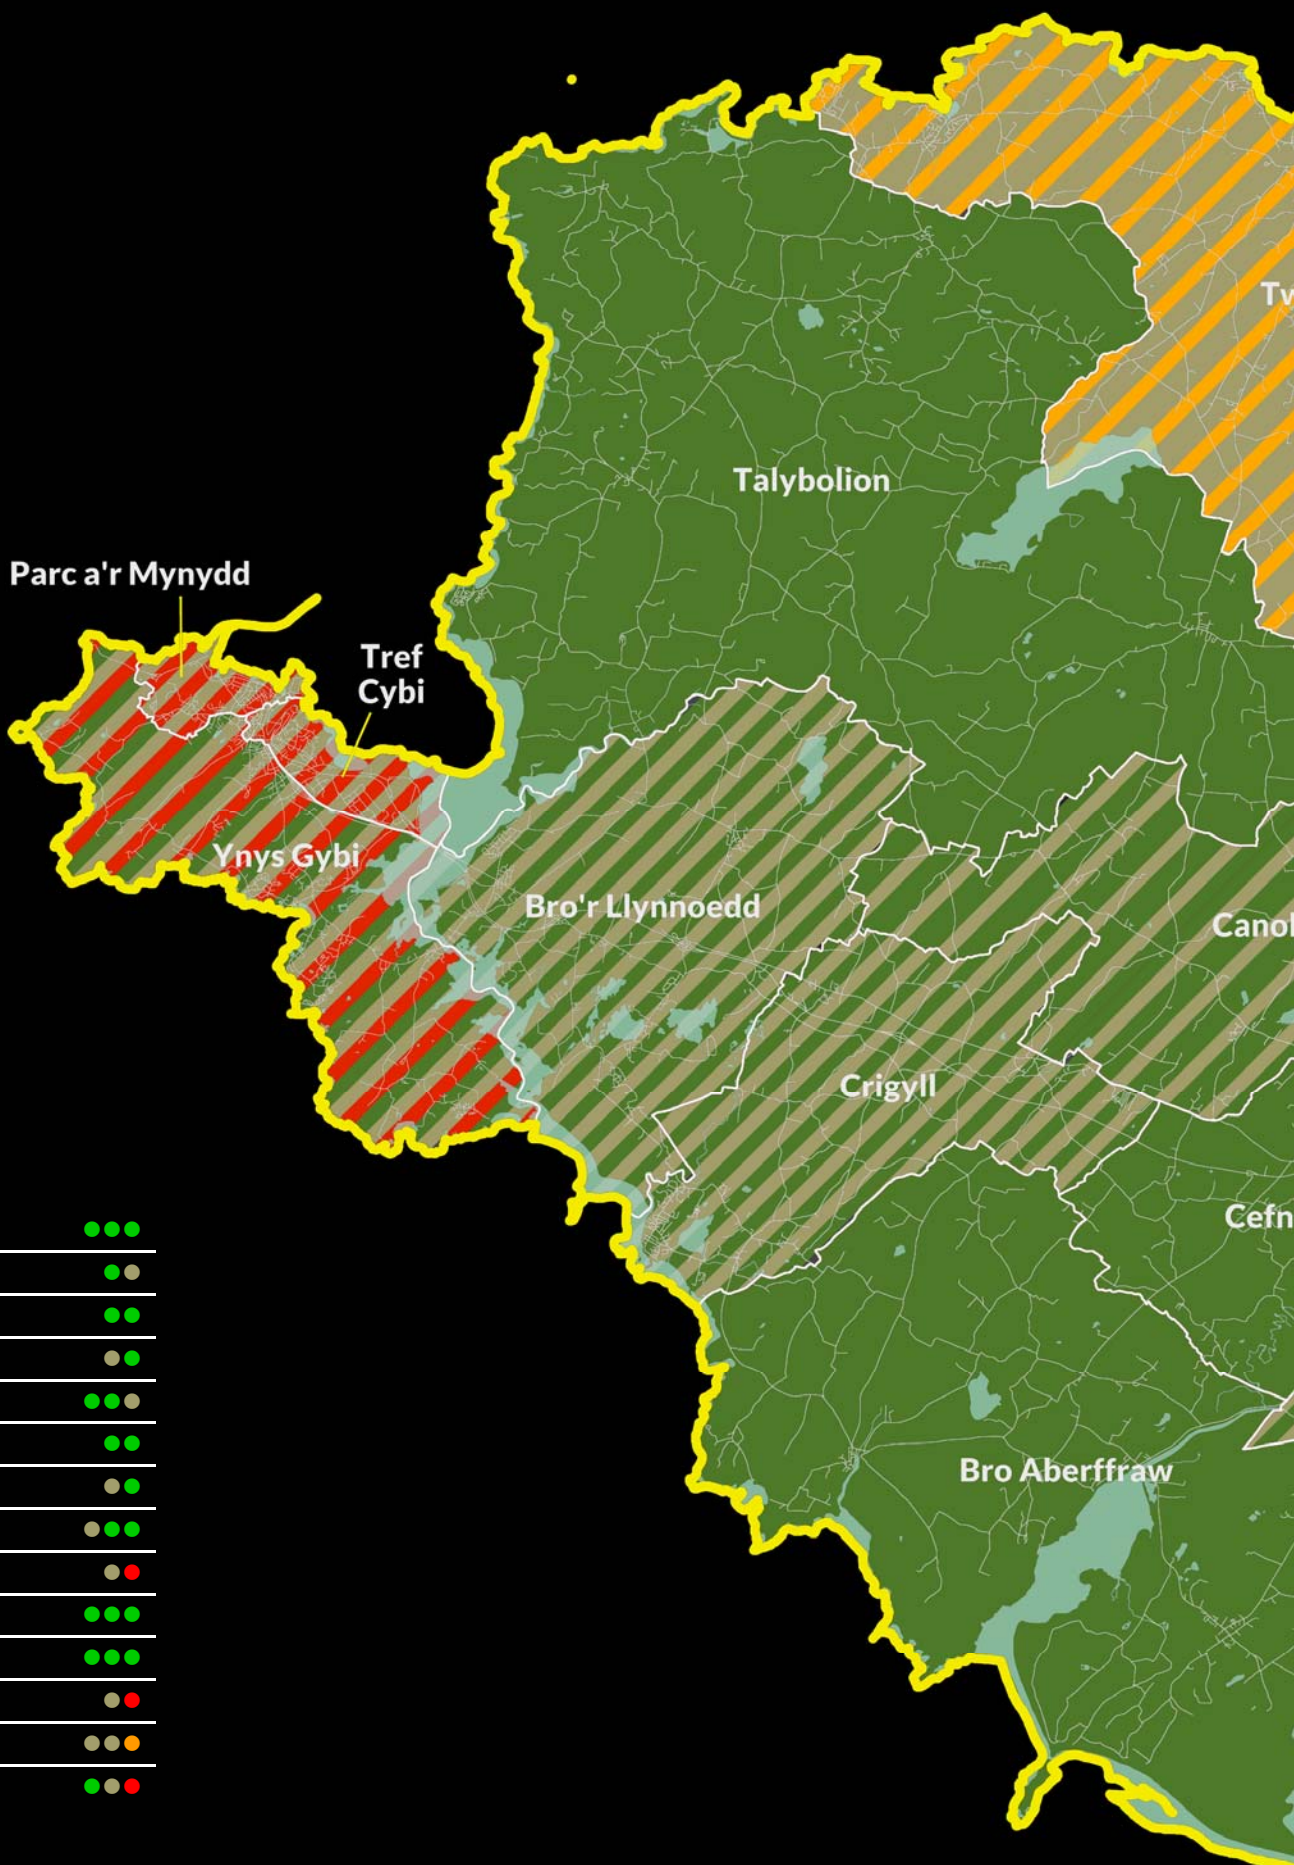 Talybolion
Parc a'r Mynydd
Tref
Cybi
Ynys Gybi
Bro'r Llynnoedd
Crigyll
Bro Aberffraw